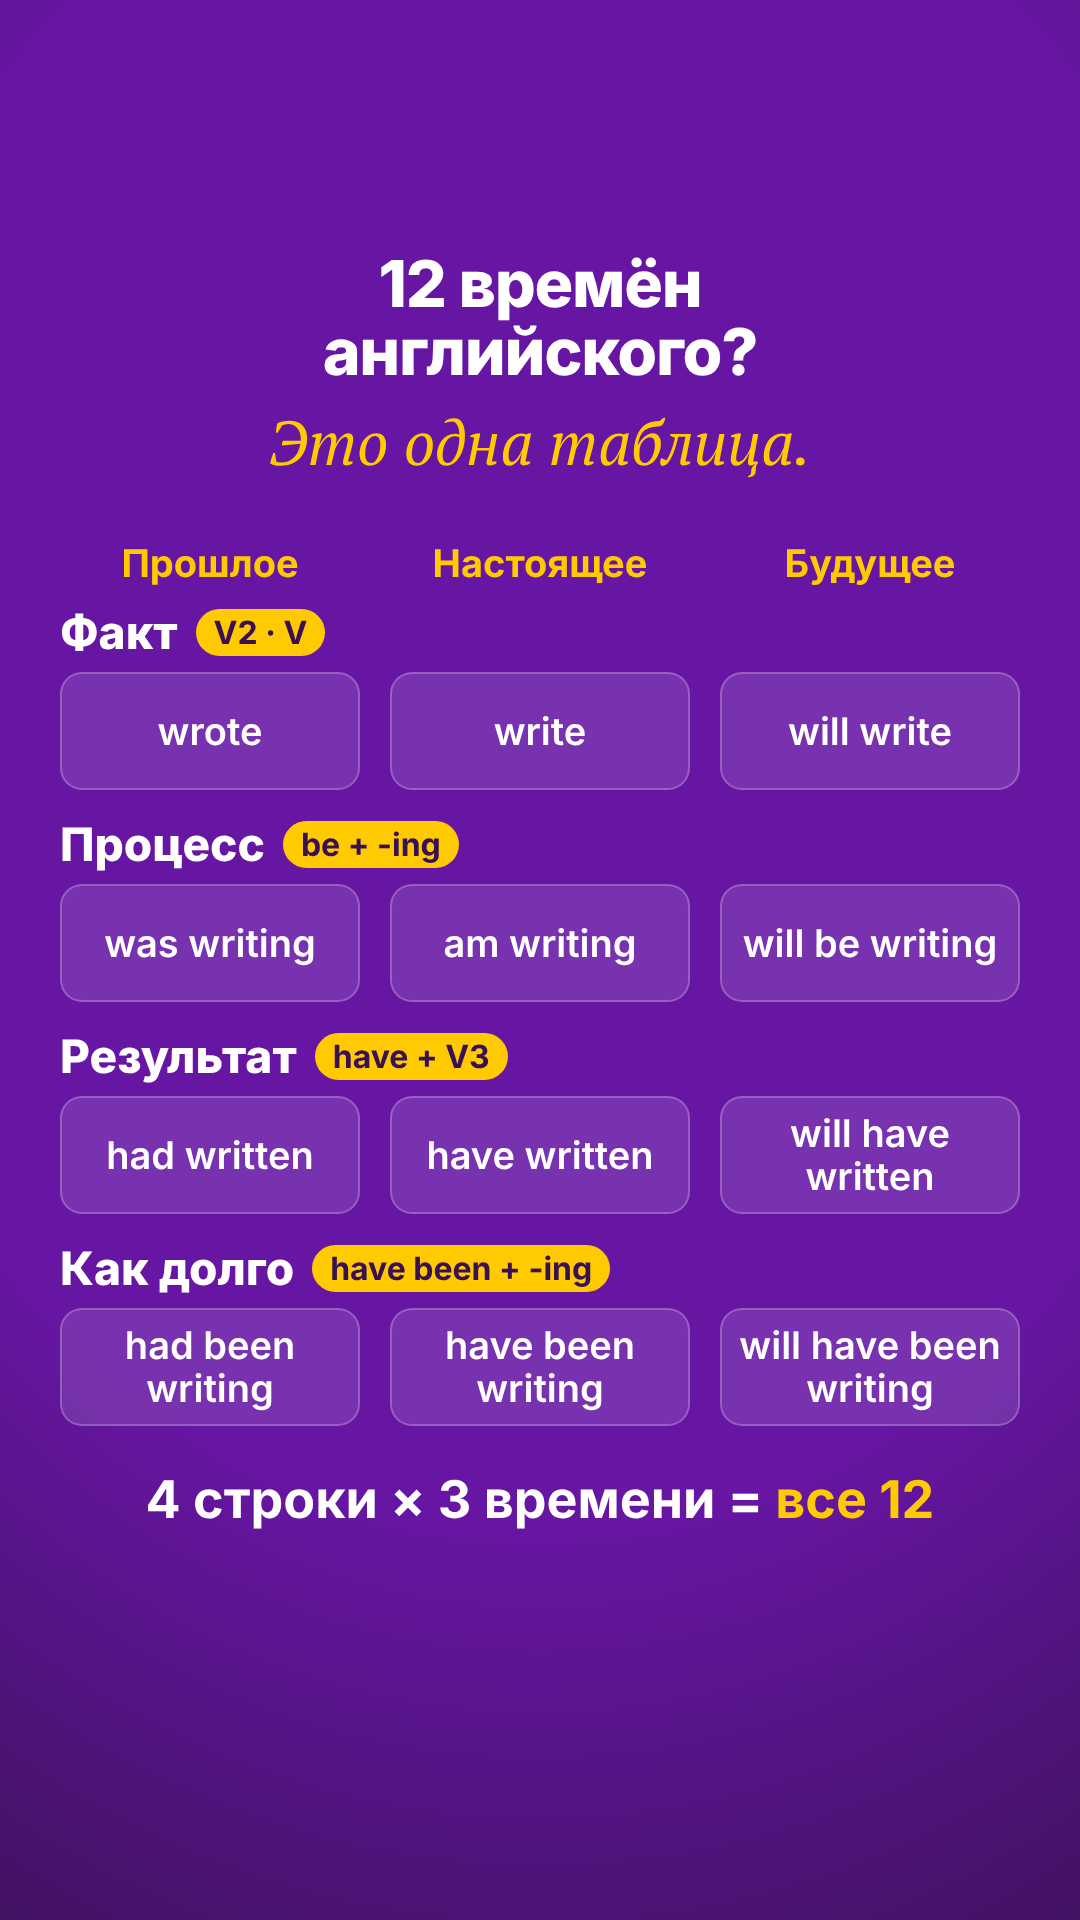 12 времён
английского?
Это одна таблица.
Прошлое Настоящее Будущее
Факт V2 · V
wrote write will write
Процесс be + -ing
was writing am writing will be writing
Результат have + V3
had written have written will have
written
Как долго have been + -ing
had been have been will have been
writing writing writing
4 строки × 3 времени = все 12